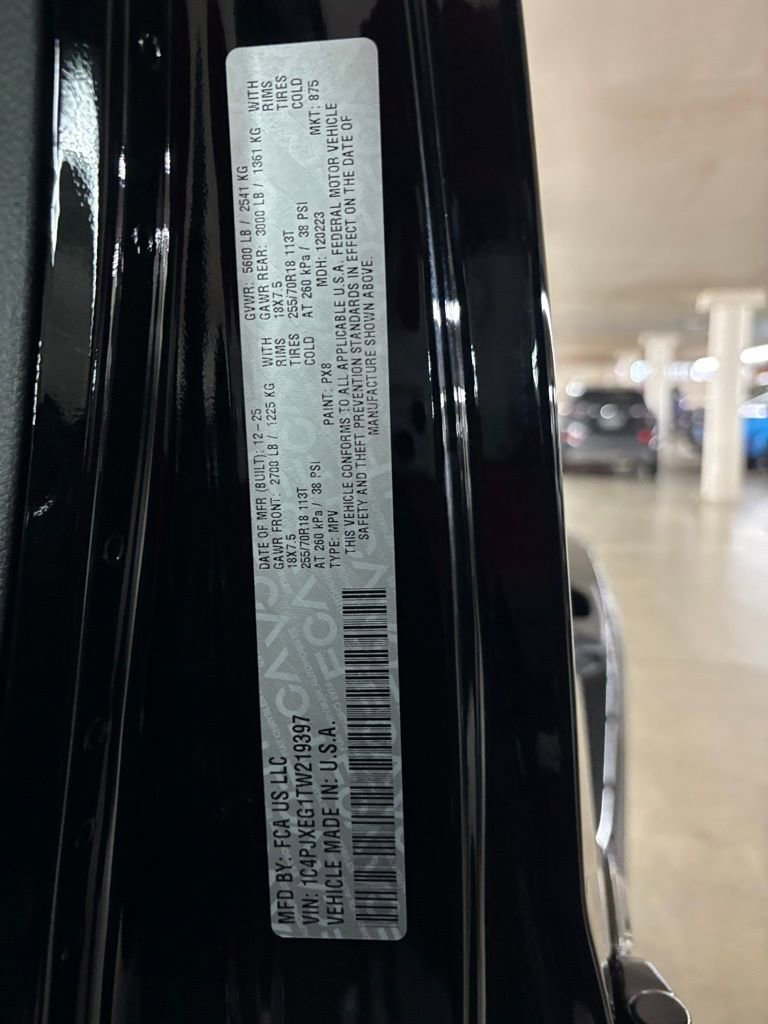 MFD BY: FCA US LLC
VIN: 1C4PJXEG1TW219397
VEHICLE MADE IN: U.S.A.
DATE OF MFR (BUILT): 12-25 GVWR: 5600 LB / 2541 KG
GAWR FRONT: 2700 LB / 1225 KG WITH GAWR REAR: 3000 LB / 1361 KG WITH
18X7.5 RIMS 18X7.5 RIMS
255/70R18 113T TIRES 255/70R18 113T TIRES
AT 260 kPa / 38 PSI COLD AT 260 kPa / 38 PSI COLD
TYPE: MPV PAINT: PX8 MDH: 120223 MKT: 875
THIS VEHICLE CONFORMS TO ALL APPLICABLE U.S.A. FEDERAL MOTOR VEHICLE
SAFETY AND THEFT PREVENTION STANDARDS IN EFFECT ON THE DATE OF
MANUFACTURE SHOWN ABOVE.